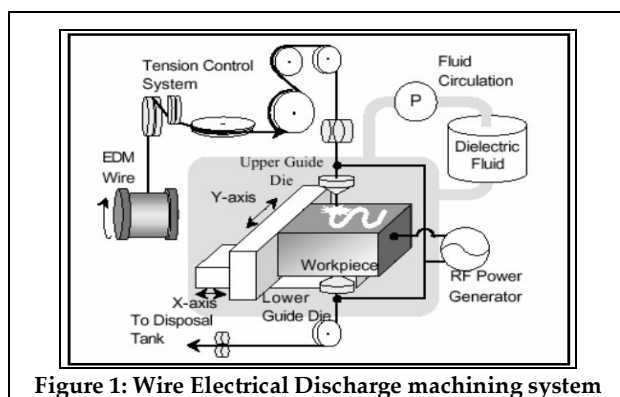 Tension Control
System
Fluid
Circulation
P
Dielectric
Fluid
EDM
Wire
Upper Guide
Die
Y-axis
Workpiece
RF Power
Generator
X-axis
Lower
Guide Die
To Disposal
Tank
Figure 1: Wire Electrical Discharge machining system